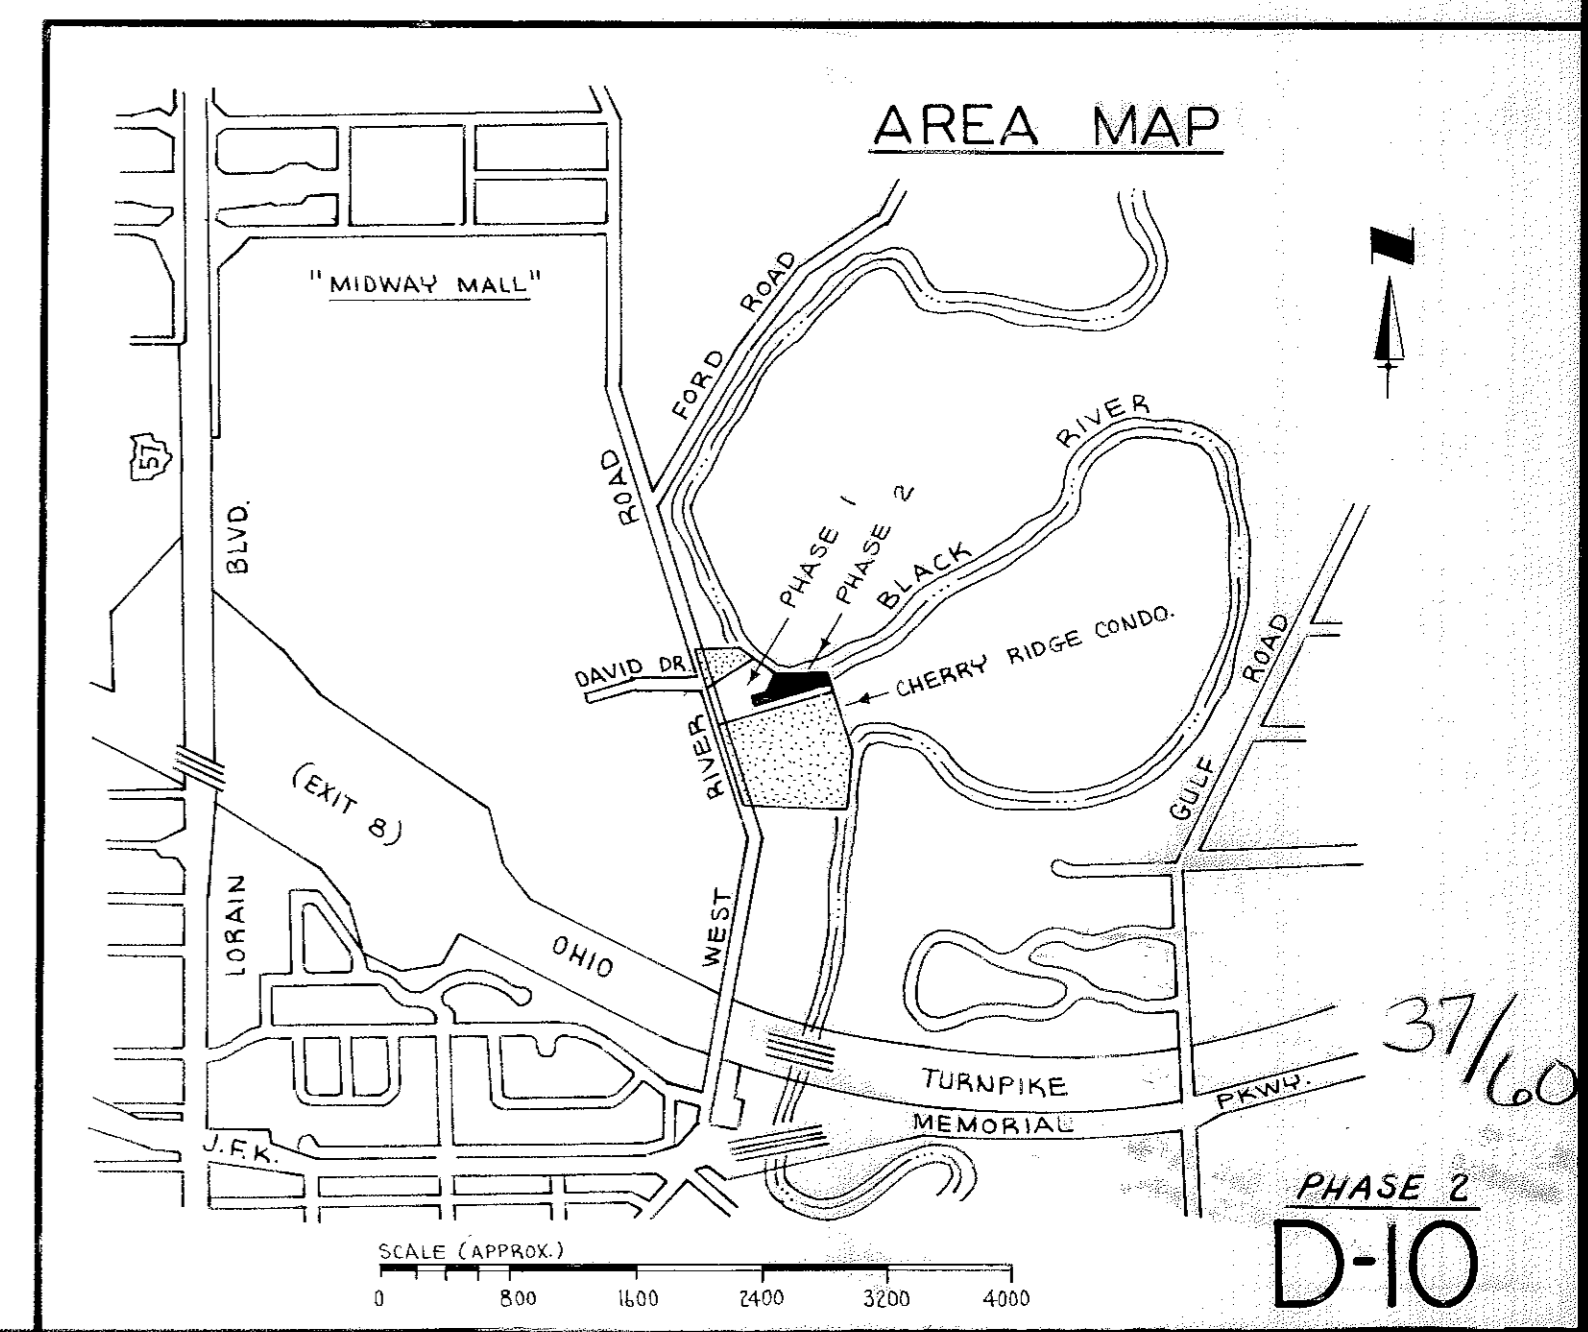 AREA MAP
N
"MIDWAY MALL"
FORD ROAD
57
BLVD.
ROAD
PHASE 1
PHASE 2
BLACK RIVER
CHERRY RIDGE CONDO.
DAVID DR.
RIVER
GULF ROAD
(EXIT 8)
LORAIN
WEST
OHIO
TURNPIKE
37/60
J.F.K.
MEMORIAL
PKWY.
PHASE 2
D-10
SCALE (APPROX.)
0 800 1600 2400 3200 4000